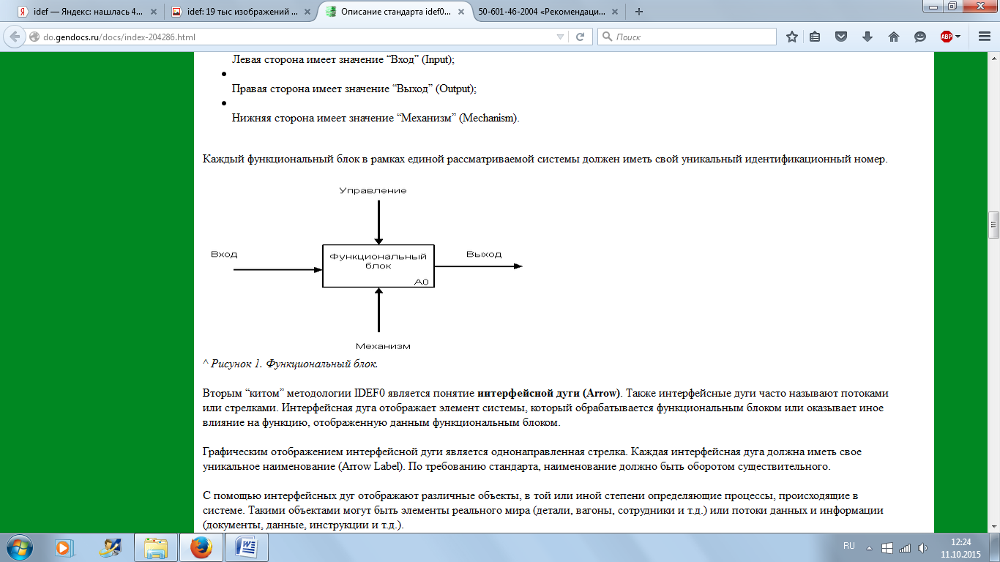 idef — Яндекс: нашлась 4...
idef: 19 тыс изображений ...
Описание стандарта idef0...
50-601-46-2004 «Рекомендаци...
do.gendocs.ru/docs/index-204286.html
Поиск
ABP
Левая сторона имеет значение “Вход” (Input);
Правая сторона имеет значение “Выход” (Output);
Нижняя сторона имеет значение “Механизм” (Mechanism).
Каждый функциональный блок в рамках единой рассматриваемой системы должен иметь свой уникальный идентификационный номер.
Управление
Вход
Функциональный
блок
A0
Выход
Механизм
^ Рисунок 1. Функциональный блок.
Вторым “китом” методологии IDEF0 является понятие интерфейсной дуги (Arrow). Также интерфейсные дуги часто называют потоками
или стрелками. Интерфейсная дуга отображает элемент системы, который обрабатывается функциональным блоком или оказывает иное
влияние на функцию, отображенную данным функциональным блоком.
Графическим отображением интерфейсной дуги является однонаправленная стрелка. Каждая интерфейсная дуга должна иметь свое
уникальное наименование (Arrow Label). По требованию стандарта, наименование должно быть оборотом существительного.
С помощью интерфейсных дуг отображают различные объекты, в той или иной степени определяющие процессы, происходящие в
системе. Такими объектами могут быть элементы реального мира (детали, вагоны, сотрудники и т.д.) или потоки данных и информации
(документы, данные, инструкции и т.д.).
RU
12:24
11.10.2015